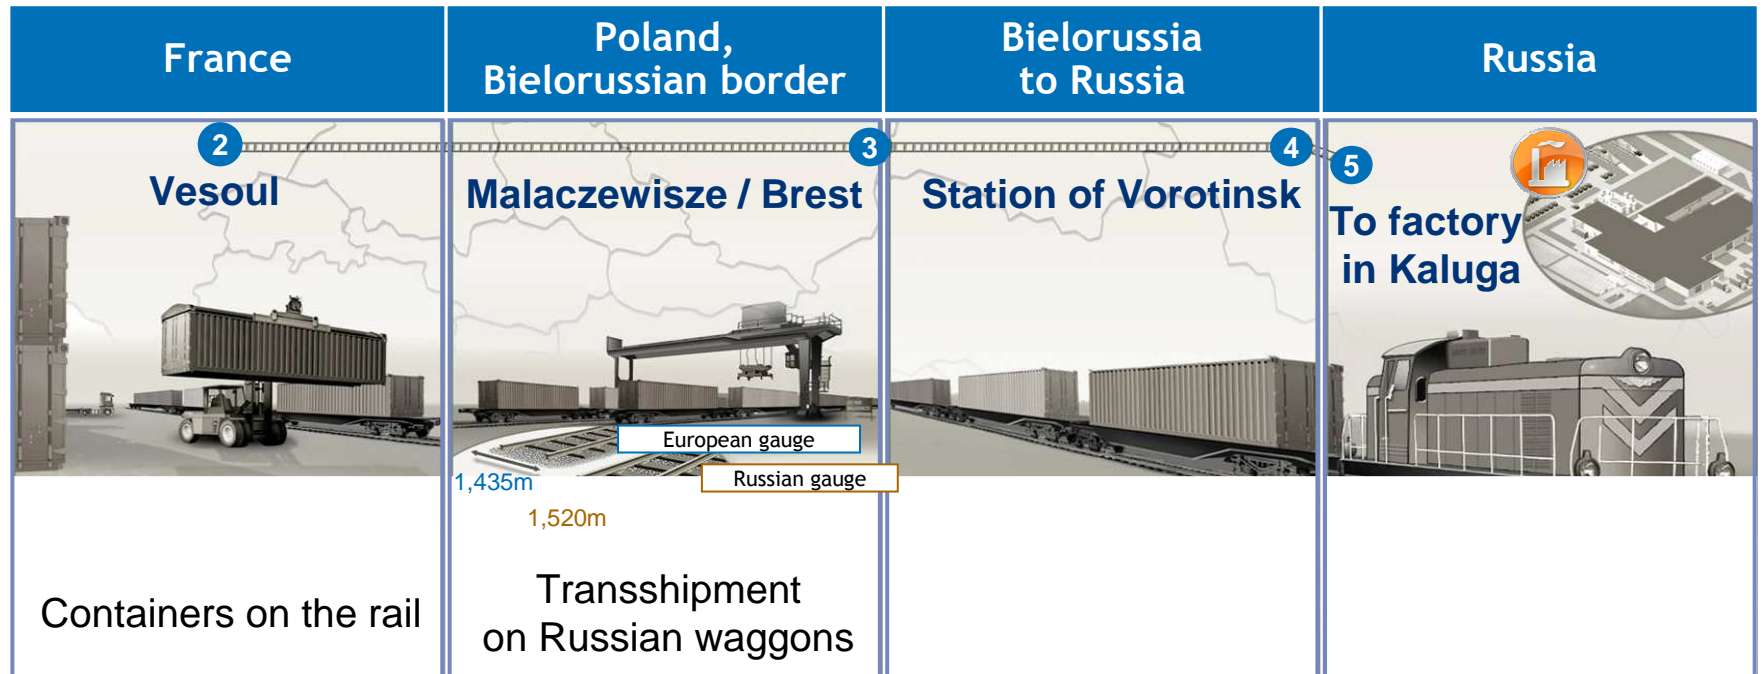 France
Poland,
Bielorussian border
Bielorussia
to Russia
Russia
2
Vesoul
3
Malaczewisze / Brest
4
Station of Vorotinsk
5
To factory
in Kaluga
European gauge
Russian gauge
1,435m
1,520m
Containers on the rail
Transshipment
on Russian waggons